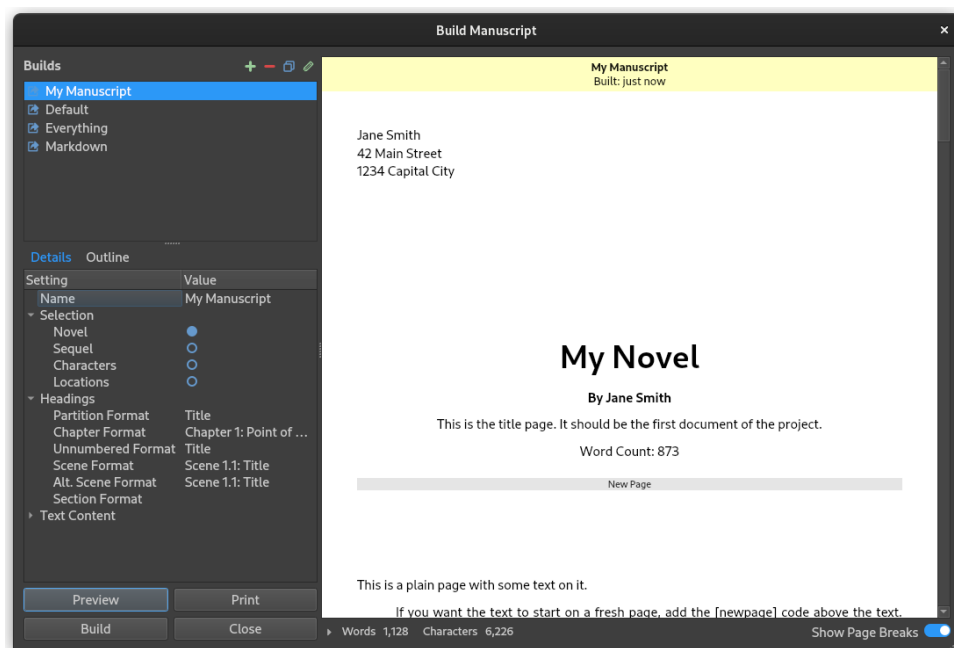 Build Manuscript
Builds
My Manuscript
Default
Everything
Markdown
Details Outline
Setting Value
Name My Manuscript
Selection
Novel
Sequel
Characters
Locations
Headings
Partition Format Title
Chapter Format Chapter 1: Point of ...
Unnumbered Format Title
Scene Format Scene 1.1: Title
Alt. Scene Format Scene 1.1: Title
Section Format
Text Content
Preview Print
Build Close
My Manuscript
Built: just now
Jane Smith
42 Main Street
1234 Capital City
My Novel
By Jane Smith
This is the title page. It should be the first document of the project.
Word Count: 873
New Page
This is a plain page with some text on it.
If you want the text to start on a fresh page, add the [newpage] code above the text.
Words 1,128 Characters 6,226 Show Page Breaks